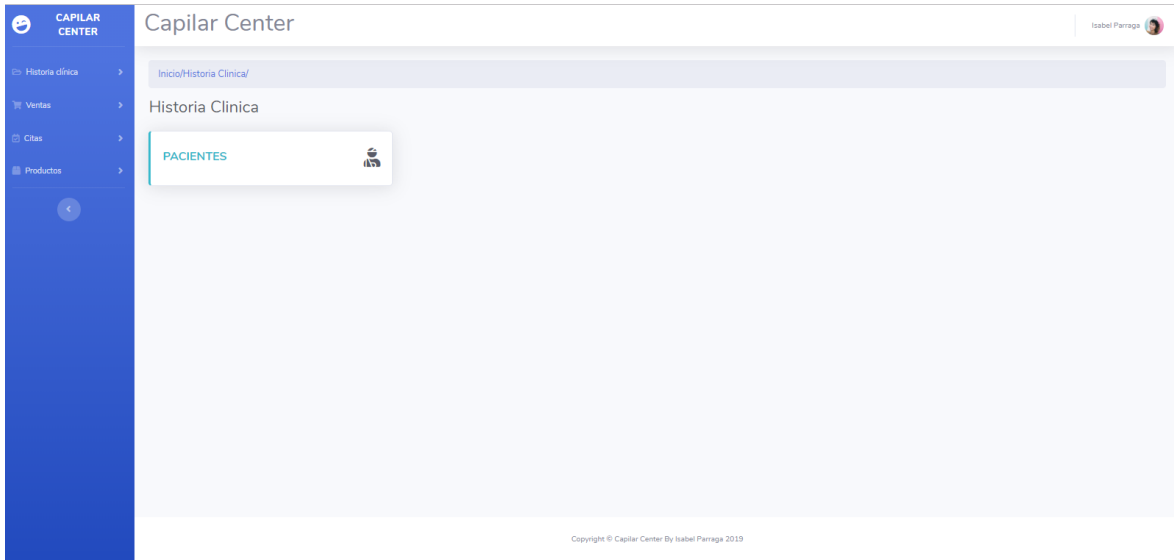 CAPILAR
CENTER
Capilar Center
Isabel Parraga
Historia clínica
Ventas
Citas
Productos
Inicio/Historia Clinica/
Historia Clinica
PACIENTES
Copyright © Capilar Center By Isabel Parraga 2019